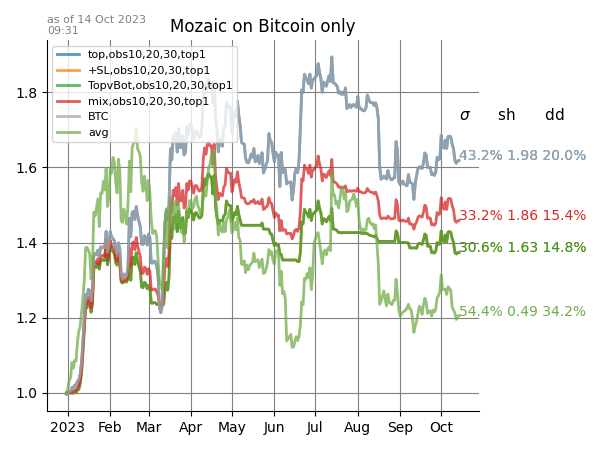 as of 14 Oct 2023
09:31
Mozaic on Bitcoin only
top,obs10,20,30,top1
+SL,obs10,20,30,top1
TopvBot,obs10,20,30,top1
mix,obs10,20,30,top1
BTC
avg
σ sh dd
43.2% 1.98 20.0%
33.2% 1.86 15.4%
30.6% 1.63 14.8%
54.4% 0.49 34.2%
1.8
1.6
1.4
1.2
1.0
2023 Feb Mar Apr May Jun Jul Aug Sep Oct